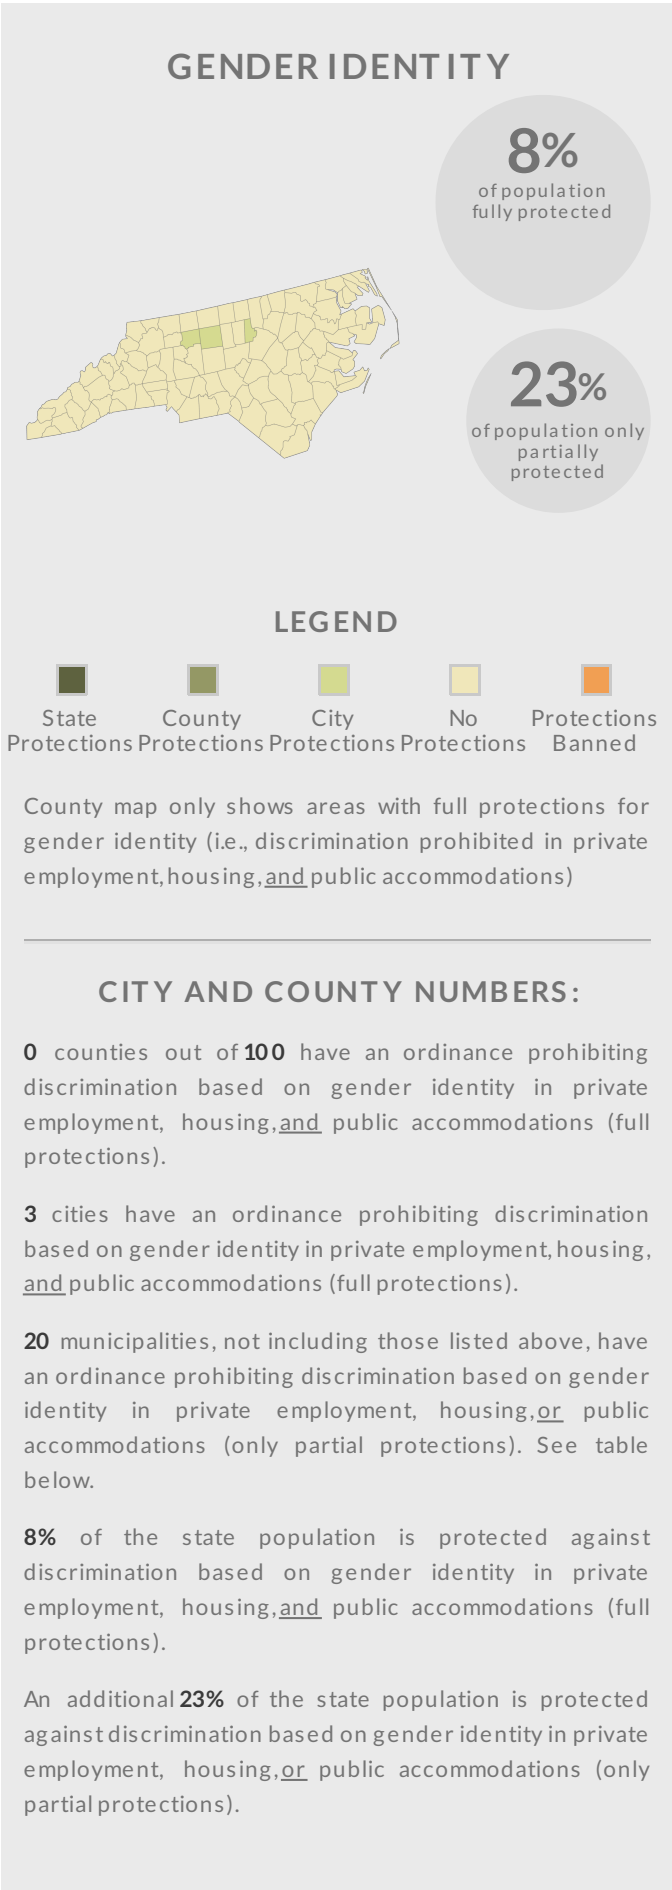 GENDER IDENTITY
8%
of population
fully protected
23%
of population only
partially
protected
LEGEND
State
Protections
County
Protections
City
Protections
No
Protections
Protections
Banned
County map only shows areas with full protections for
gender identity (i.e., discrimination prohibited in private
employment, housing, and public accommodations)
CITY AND COUNTY NUMBERS:
0 counties out of 100 have an ordinance prohibiting
discrimination based on gender identity in private
employment, housing, and public accommodations (full
protections).
3 cities have an ordinance prohibiting discrimination
based on gender identity in private employment, housing,
and public accommodations (full protections).
20 municipalities, not including those listed above, have
an ordinance prohibiting discrimination based on gender
identity in private employment, housing, or public
accommodations (only partial protections). See table
below.
8% of the state population is protected against
discrimination based on gender identity in private
employment, housing, and public accommodations (full
protections).
An additional 23% of the state population is protected
against discrimination based on gender identity in private
employment, housing, or public accommodations (only
partial protections).